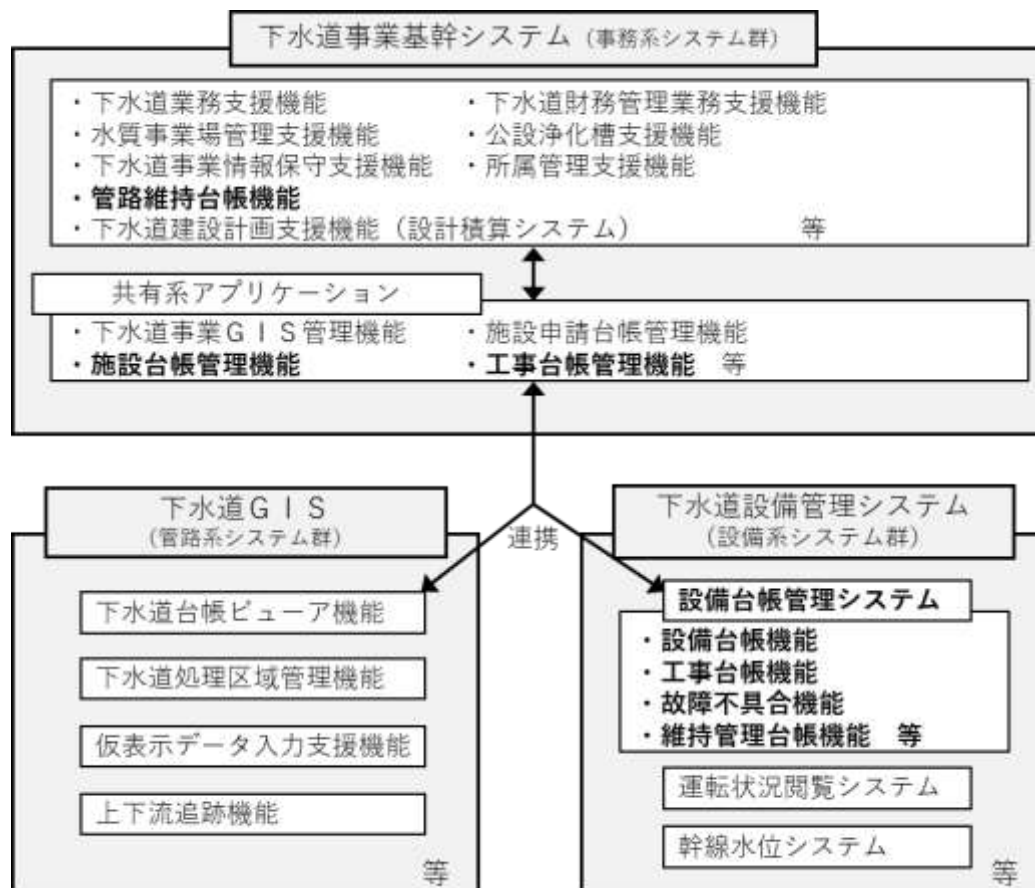 下水道事業基幹システム（事務系システム群）
・下水道業務支援機能　・下水道財務管理業務支援機能
・水質事業場管理支援機能　・公設浄化槽支援機能
・下水道事業情報保守支援機能　・所属管理支援機能
・管路維持台帳機能
・下水道建設計画支援機能（設計積算システム）　等
共有系アプリケーション
・下水道事業ＧＩＳ管理機能　・施設申請台帳管理機能
・施設台帳管理機能　・工事台帳管理機能　等
連携
下水道ＧＩＳ
（管路系システム群）
下水道台帳ビューア機能
下水道処理区域管理機能
仮表示データ入力支援機能
上下流追跡機能
等
下水道設備管理システム
（設備系システム群）
設備台帳管理システム
・設備台帳機能
・工事台帳機能
・故障不具合機能
・維持管理台帳機能　等
運転状況閲覧システム
幹線水位システム
等